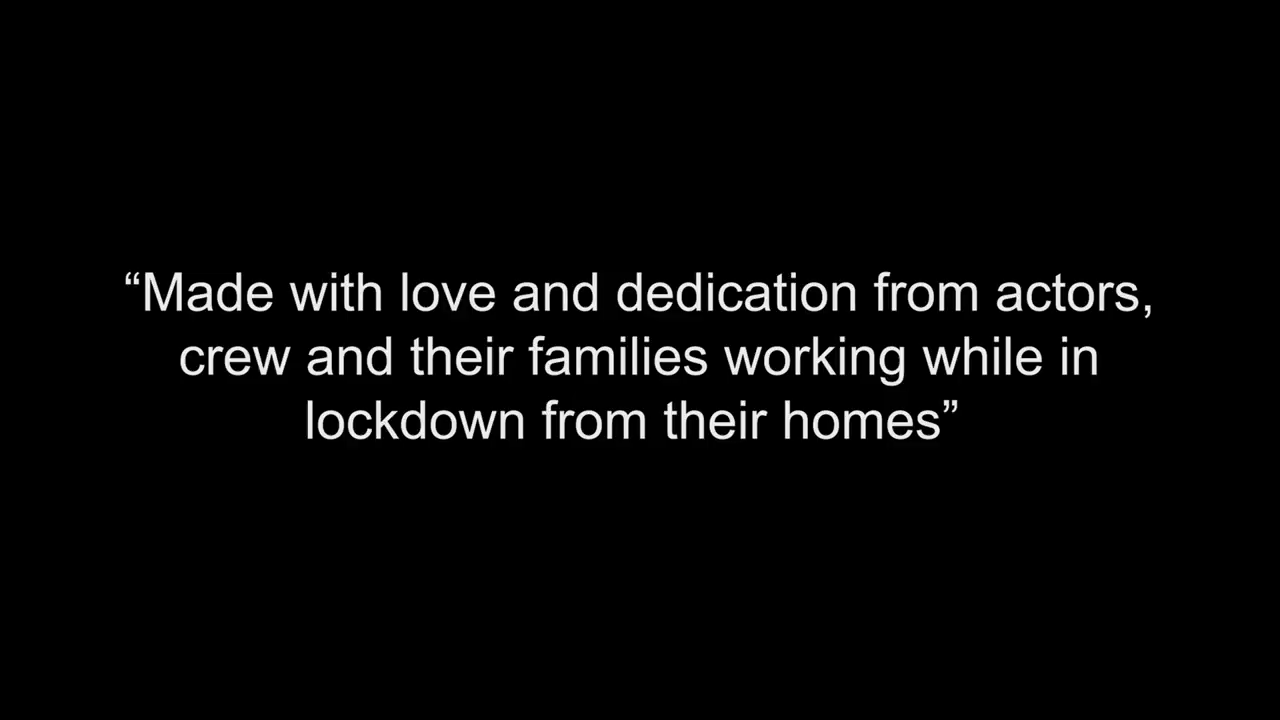 “Made with love and dedication from actors,
crew and their families working while in
lockdown from their homes”